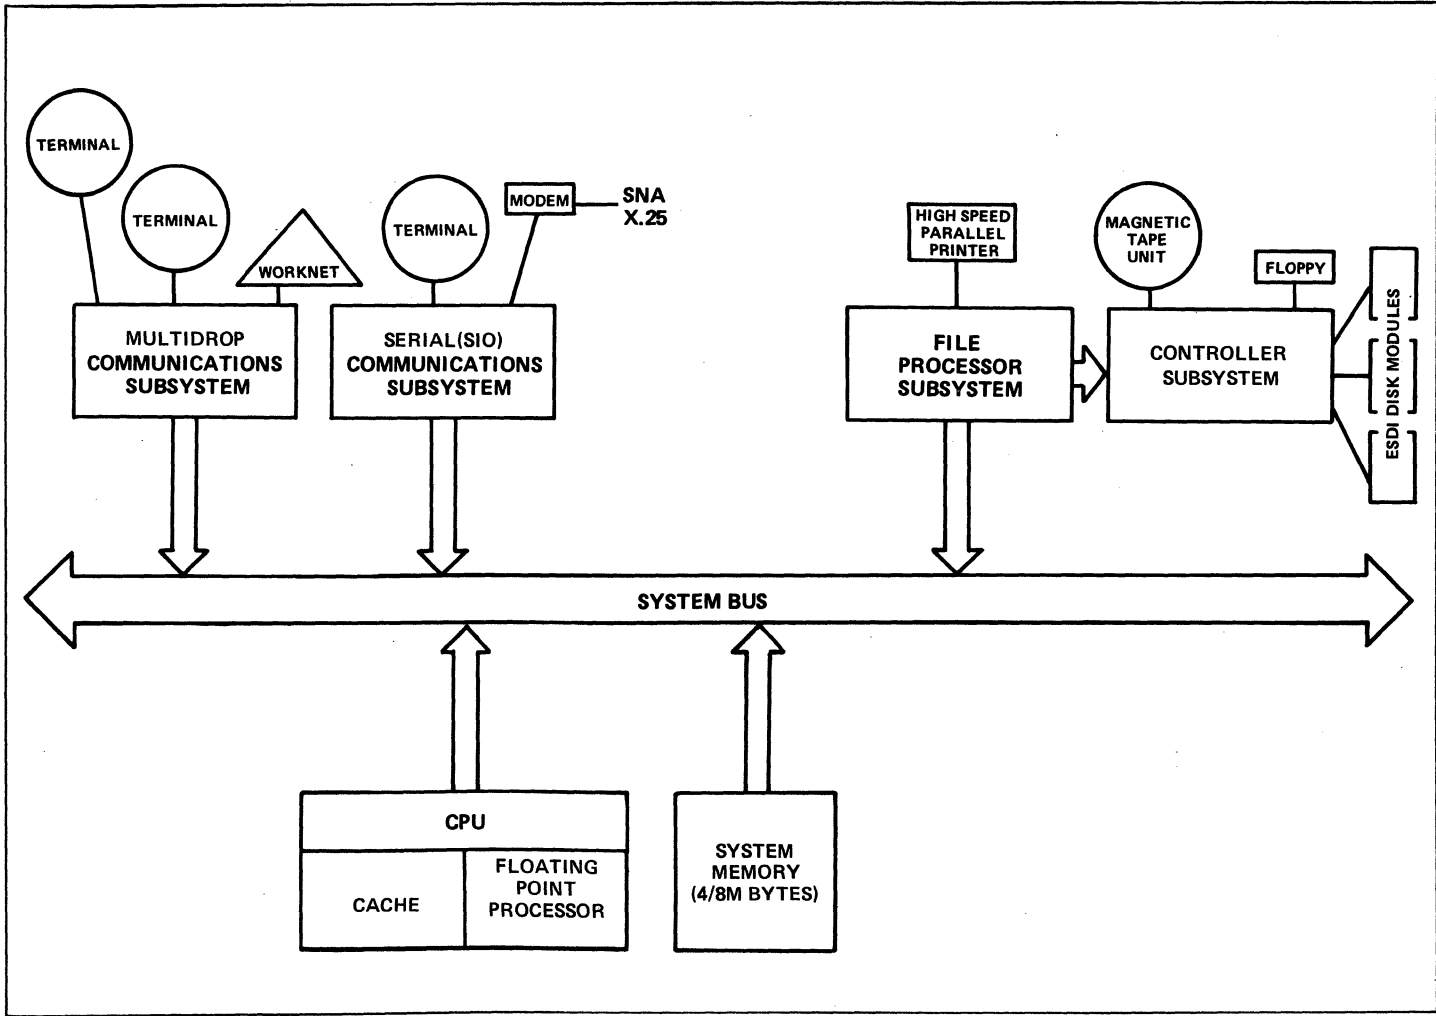 TERMINAL
TERMINAL
WORKNET
TERMINAL
MODEM
SNA
X.25
HIGH SPEED
PARALLEL
PRINTER
MAGNETIC
TAPE
UNIT
FLOPPY
MULTIDROP
COMMUNICATIONS
SUBSYSTEM
SERIAL(SIO)
COMMUNICATIONS
SUBSYSTEM
FILE
PROCESSOR
SUBSYSTEM
CONTROLLER
SUBSYSTEM
ESDI DISK MODULES
SYSTEM BUS
CPU
CACHE
FLOATING
POINT
PROCESSOR
SYSTEM
MEMORY
(4/8M BYTES)